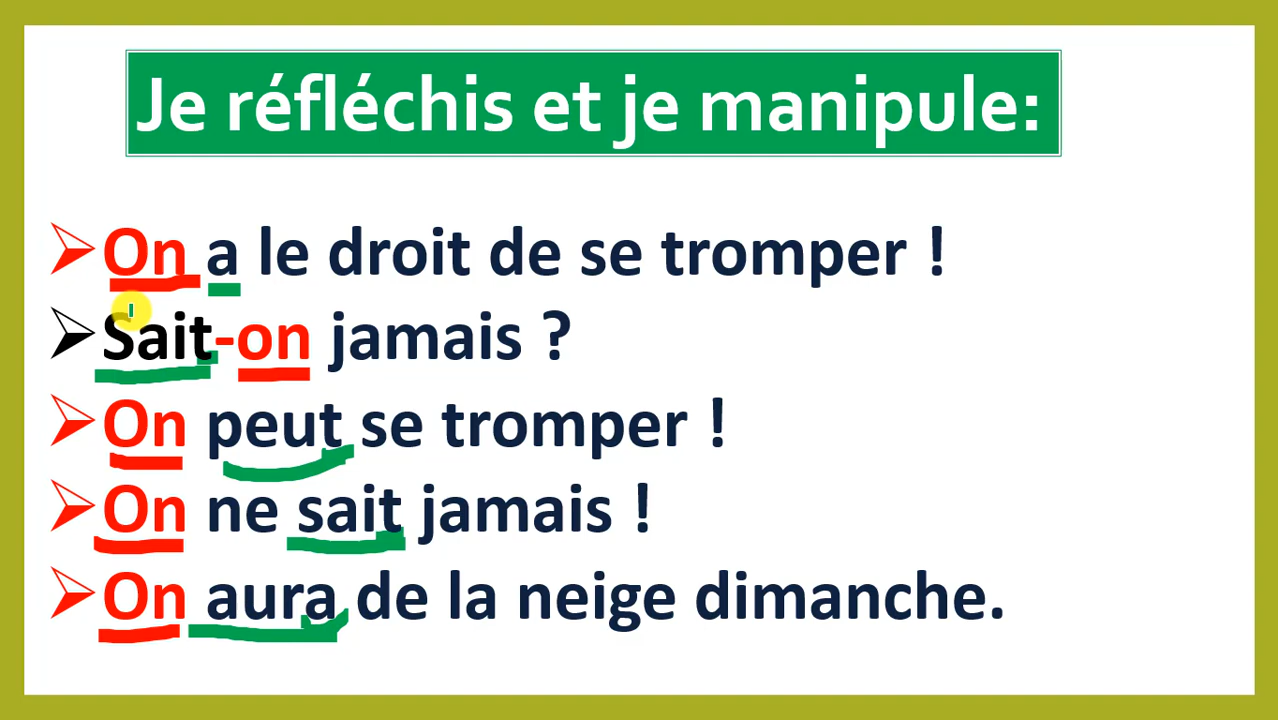 Je réfléchis et je manipule:
On a le droit de se tromper !
Sait-on jamais ?
On peut se tromper !
On ne sait jamais !
On aura de la neige dimanche.